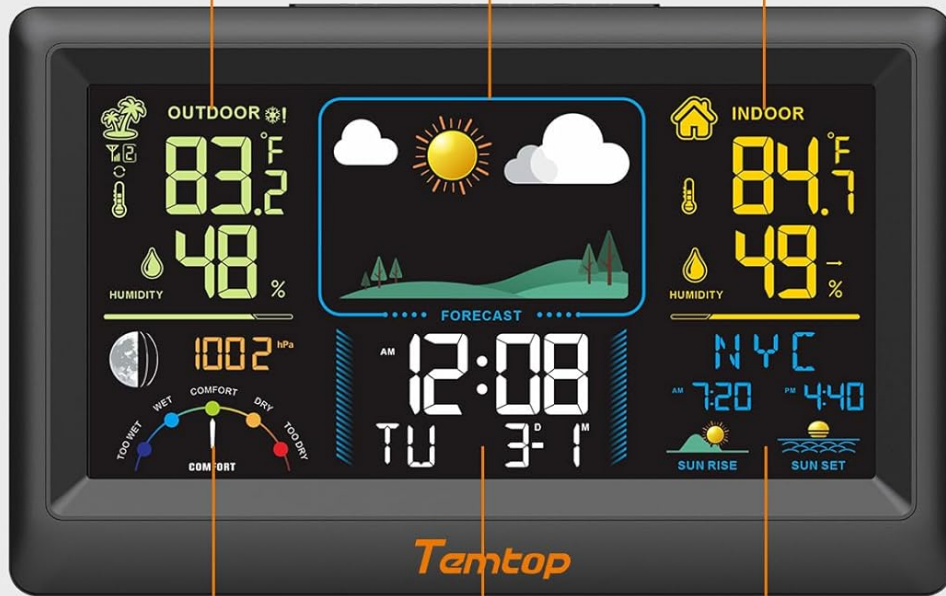 OUTDOOR !
83.2 °F
2
48 %
HUMIDITY
FORECAST
INDOOR
84.7 °F
49 → %
HUMIDITY
1002 hPa
TOO WET
WET
COMFORT
DRY
TOO DRY
COMFORT
AM 12:08
TU 3-1
D M
NYC
AM 7:20
PM 4:40
SUN RISE
SUN SET
Temtop